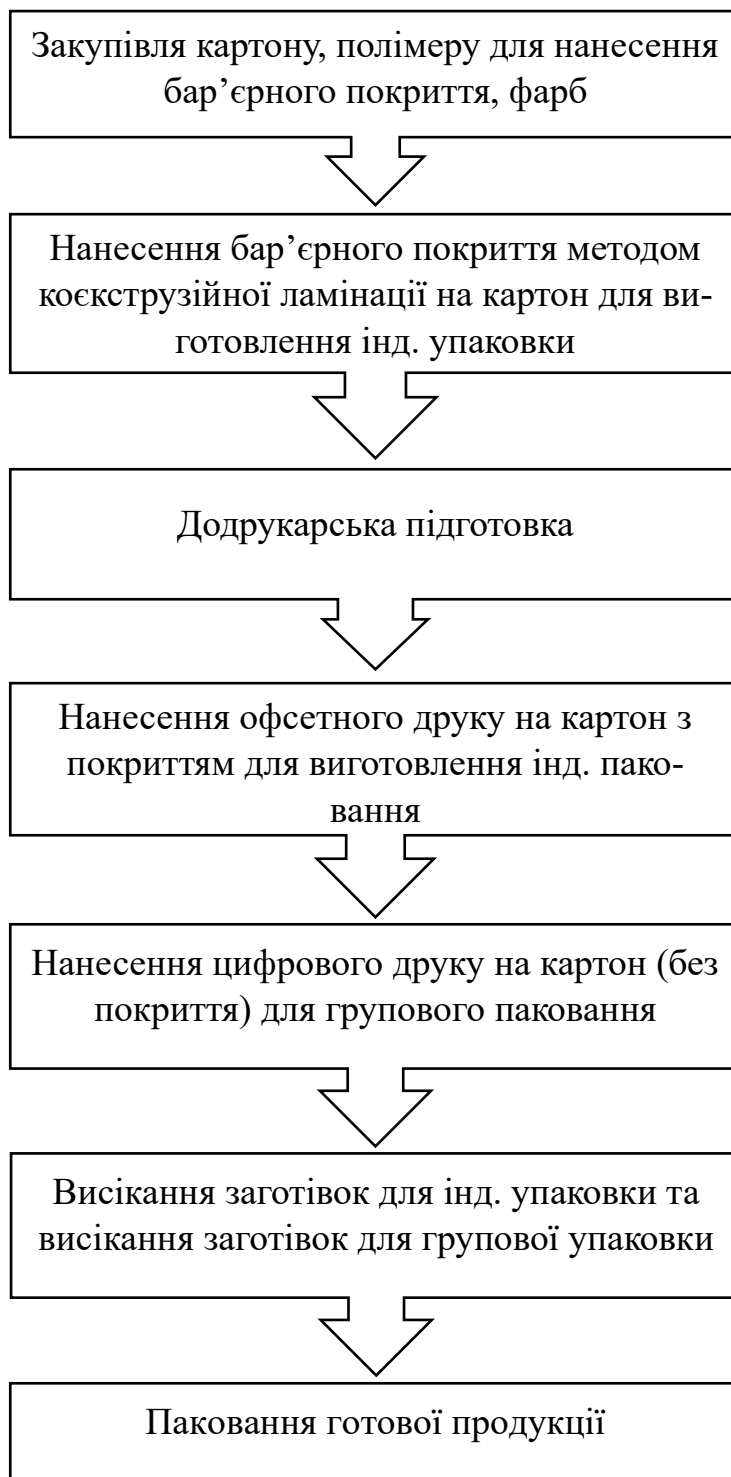 Закупівля картону, полімеру для нанесення
бар’єрного покриття, фарб
Нанесення бар’єрного покриття методом
коєкструзійної ламінації на картон для ви-
готовлення інд. упаковки
Додрукарська підготовка
Нанесення офсетного друку на картон з
покриттям для виготовлення інд. пако-
вання
Нанесення цифрового друку на картон (без
покриття) для групового паковання
Висікання заготівок для інд. упаковки та
висікання заготівок для групової упаковки
Паковання готової продукції